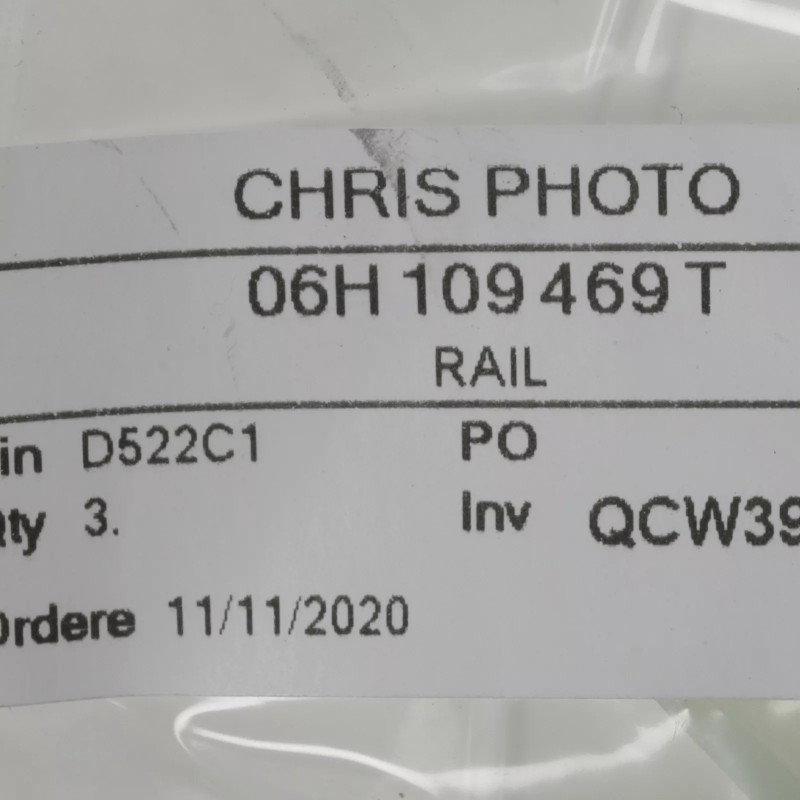 CHRIS PHOTO
06H 109 469 T
RAIL
in D522C1 PO
ty 3. Inv QCW39
Ordere 11/11/2020